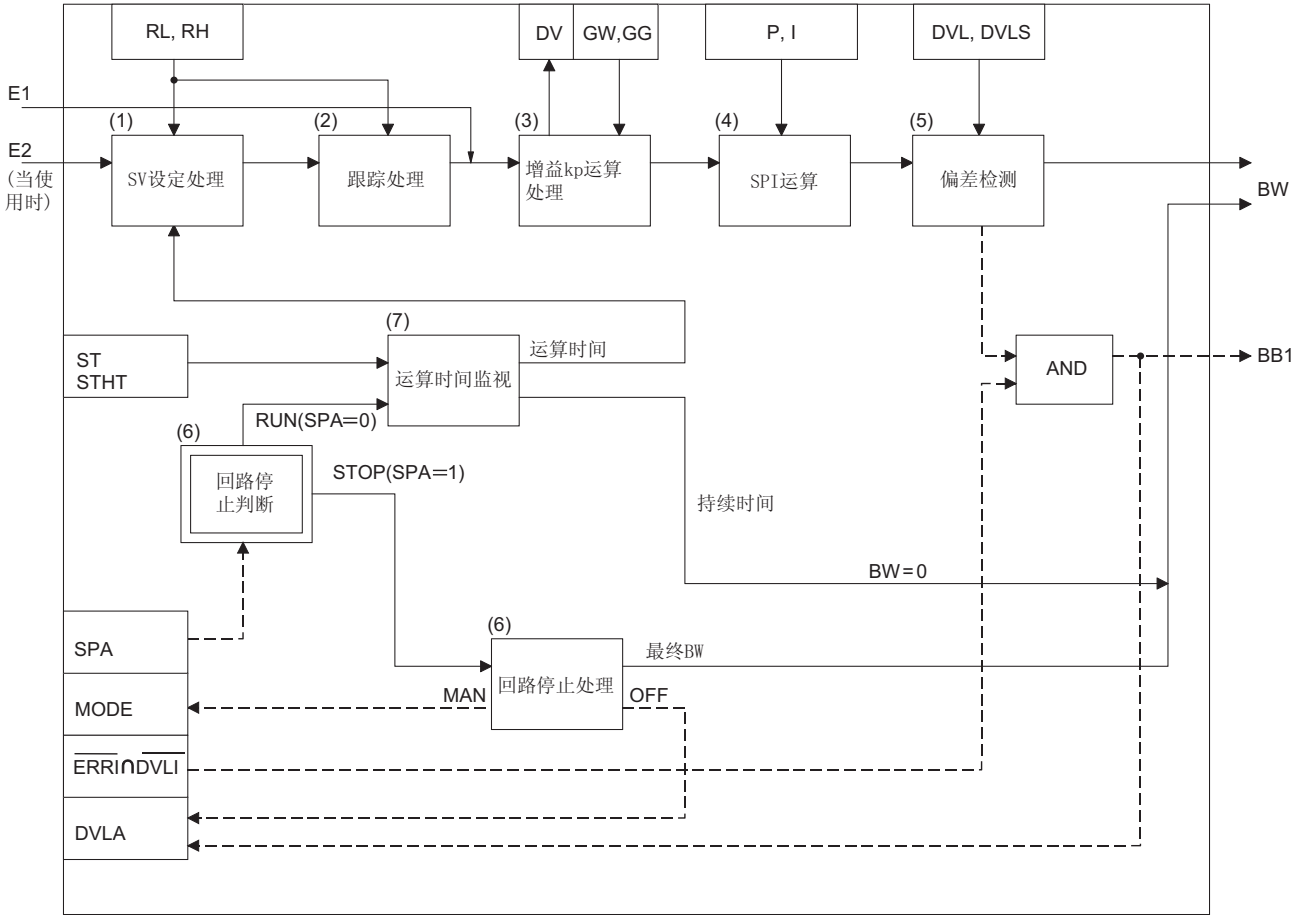 RL, RH
DV
GW,GG
P, I
DVL, DVLS
E1
(1)
(2)
(3)
(4)
(5)
E2
(当使
用时)
SV设定处理
跟踪处理
增益kp运算
处理
SPI运算
偏差检测
BW
(7)
ST
STHT
运算时间监视
运算时间
AND
BB1
RUN(SPA=0)
(6)
回路停
止判断
STOP(SPA=1)
持续时间
BW=0
SPA
(6)
回路停止处理
最终BW
MODE
MAN
OFF
E̅R̅R̅I̅∩D̅V̅L̅I̅
DVLA